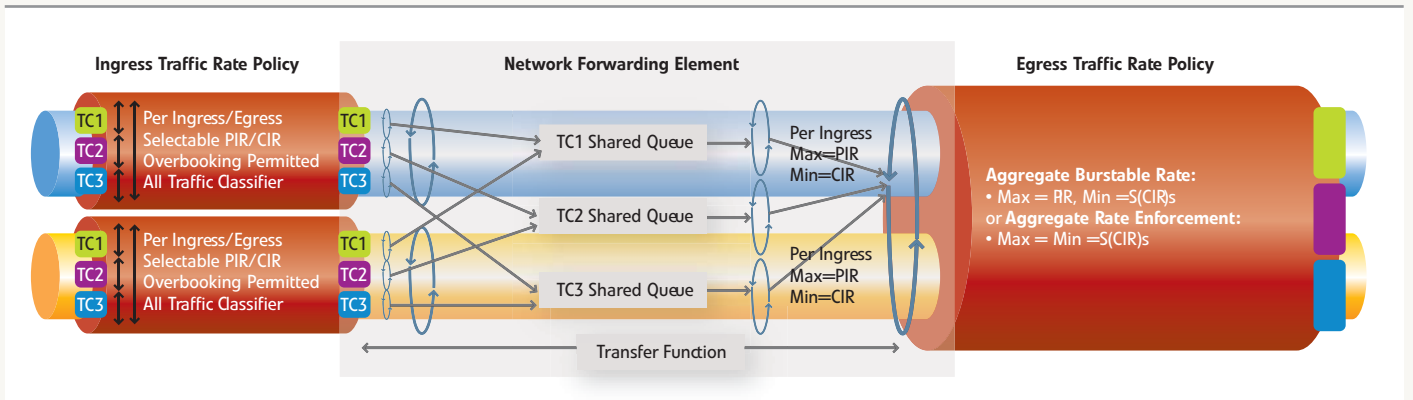 Ingress Traffic Rate Policy
Network Forwarding Element
Egress Traffic Rate Policy
TC1
TC2
TC3
Per Ingress/Egress
Selectable PIR/CIR
Overbooking Permitted
All Traffic Classifier
TC1
TC2
TC3
TC1
TC2
TC3
Per Ingress/Egress
Selectable PIR/CIR
Overbooking Permitted
All Traffic Classifier
TC1
TC2
TC3
TC1 Shared Queue
TC2 Shared Queue
TC3 Shared Queue
Per Ingress
Max=PIR
Min=CIR
Per Ingress
Max=PIR
Min=CIR
Transfer Function
Aggregate Burstable Rate:
• Max = PIR, Min =S(CIR)s
or Aggregate Rate Enforcement:
• Max = Min =S(CIR)s